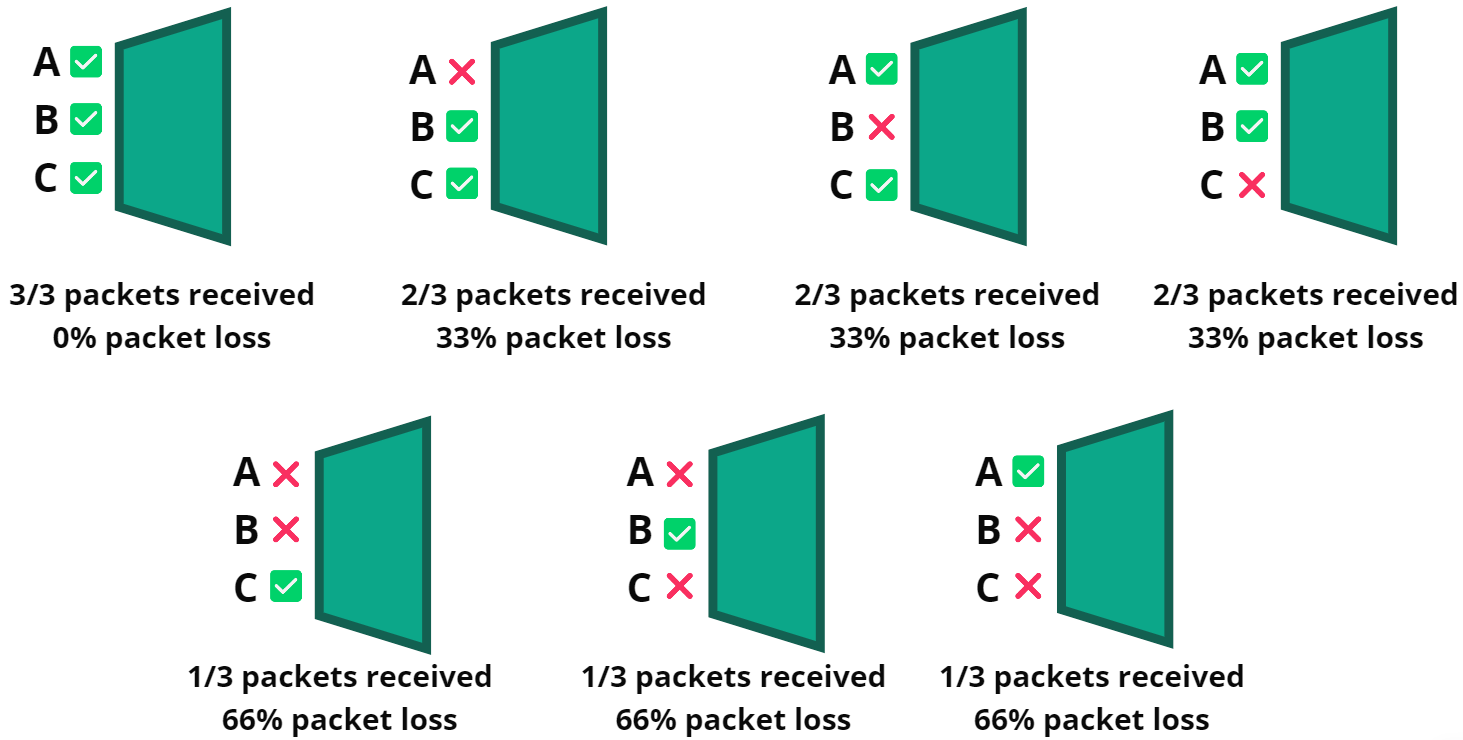 A
B
C
3/3 packets received
0% packet loss
A
B
C
2/3 packets received
33% packet loss
A
B
C
2/3 packets received
33% packet loss
A
B
C
2/3 packets received
33% packet loss
A
B
C
1/3 packets received
66% packet loss
A
B
C
1/3 packets received
66% packet loss
A
B
C
1/3 packets received
66% packet loss